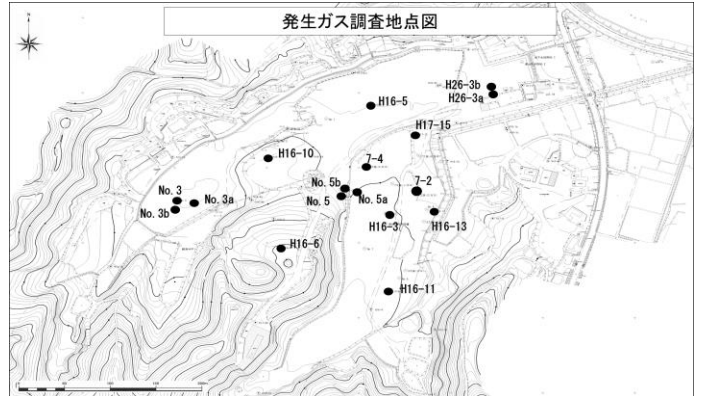 発生ガス調査地点図
H26-3b
H26-3a
H16-5
H17-15
H16-10
7-4
No. 5b
No. 3
No. 3a
No. 5
No. 5a
7-2
No. 3b
H16-3
H16-13
H16-6
H16-11